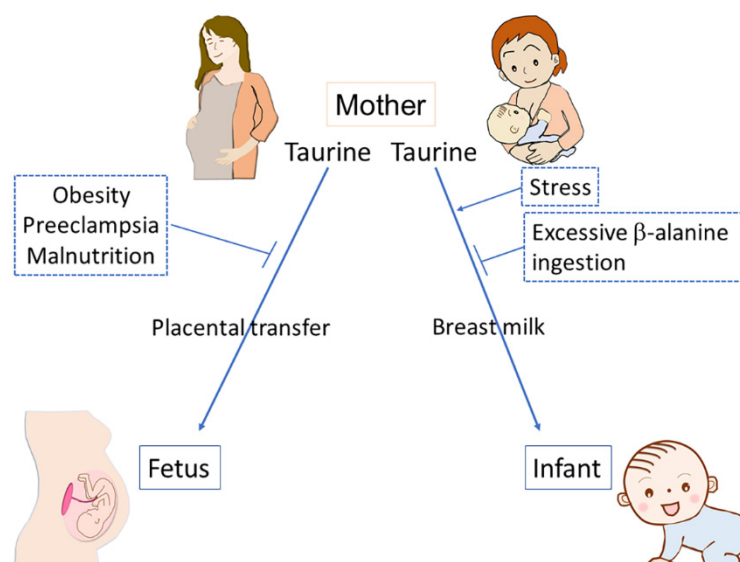 Mother
Taurine Taurine
Obesity
Preeclampsia
Malnutrition
Stress
Excessive β-alanine
ingestion
Placental transfer
Breast milk
Fetus
Infant